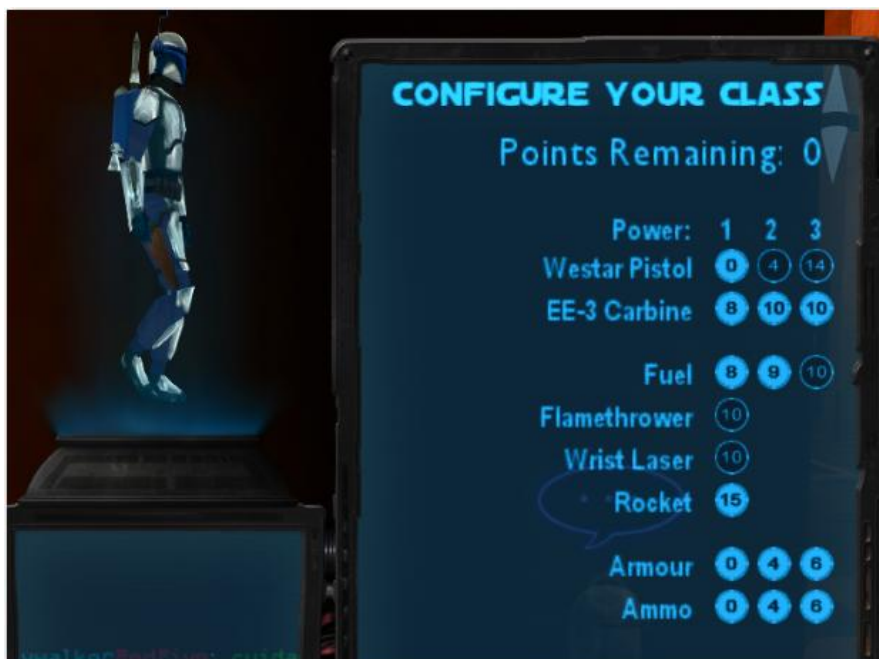 CONFIGURE YOUR CLASS
Points Remaining: 0
Power: 1 2 3
Westar Pistol 0 4 14
EE-3 Carbine 8 10 10
Fuel 8 9 10
Flamethrower 10
Wrist Laser 10
Rocket 15
Armour 0 4 6
Ammo 0 4 6